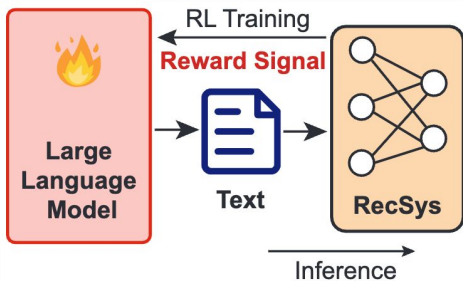 RL Training
Reward Signal
Large
Language
Model
Text
RecSys
Inference